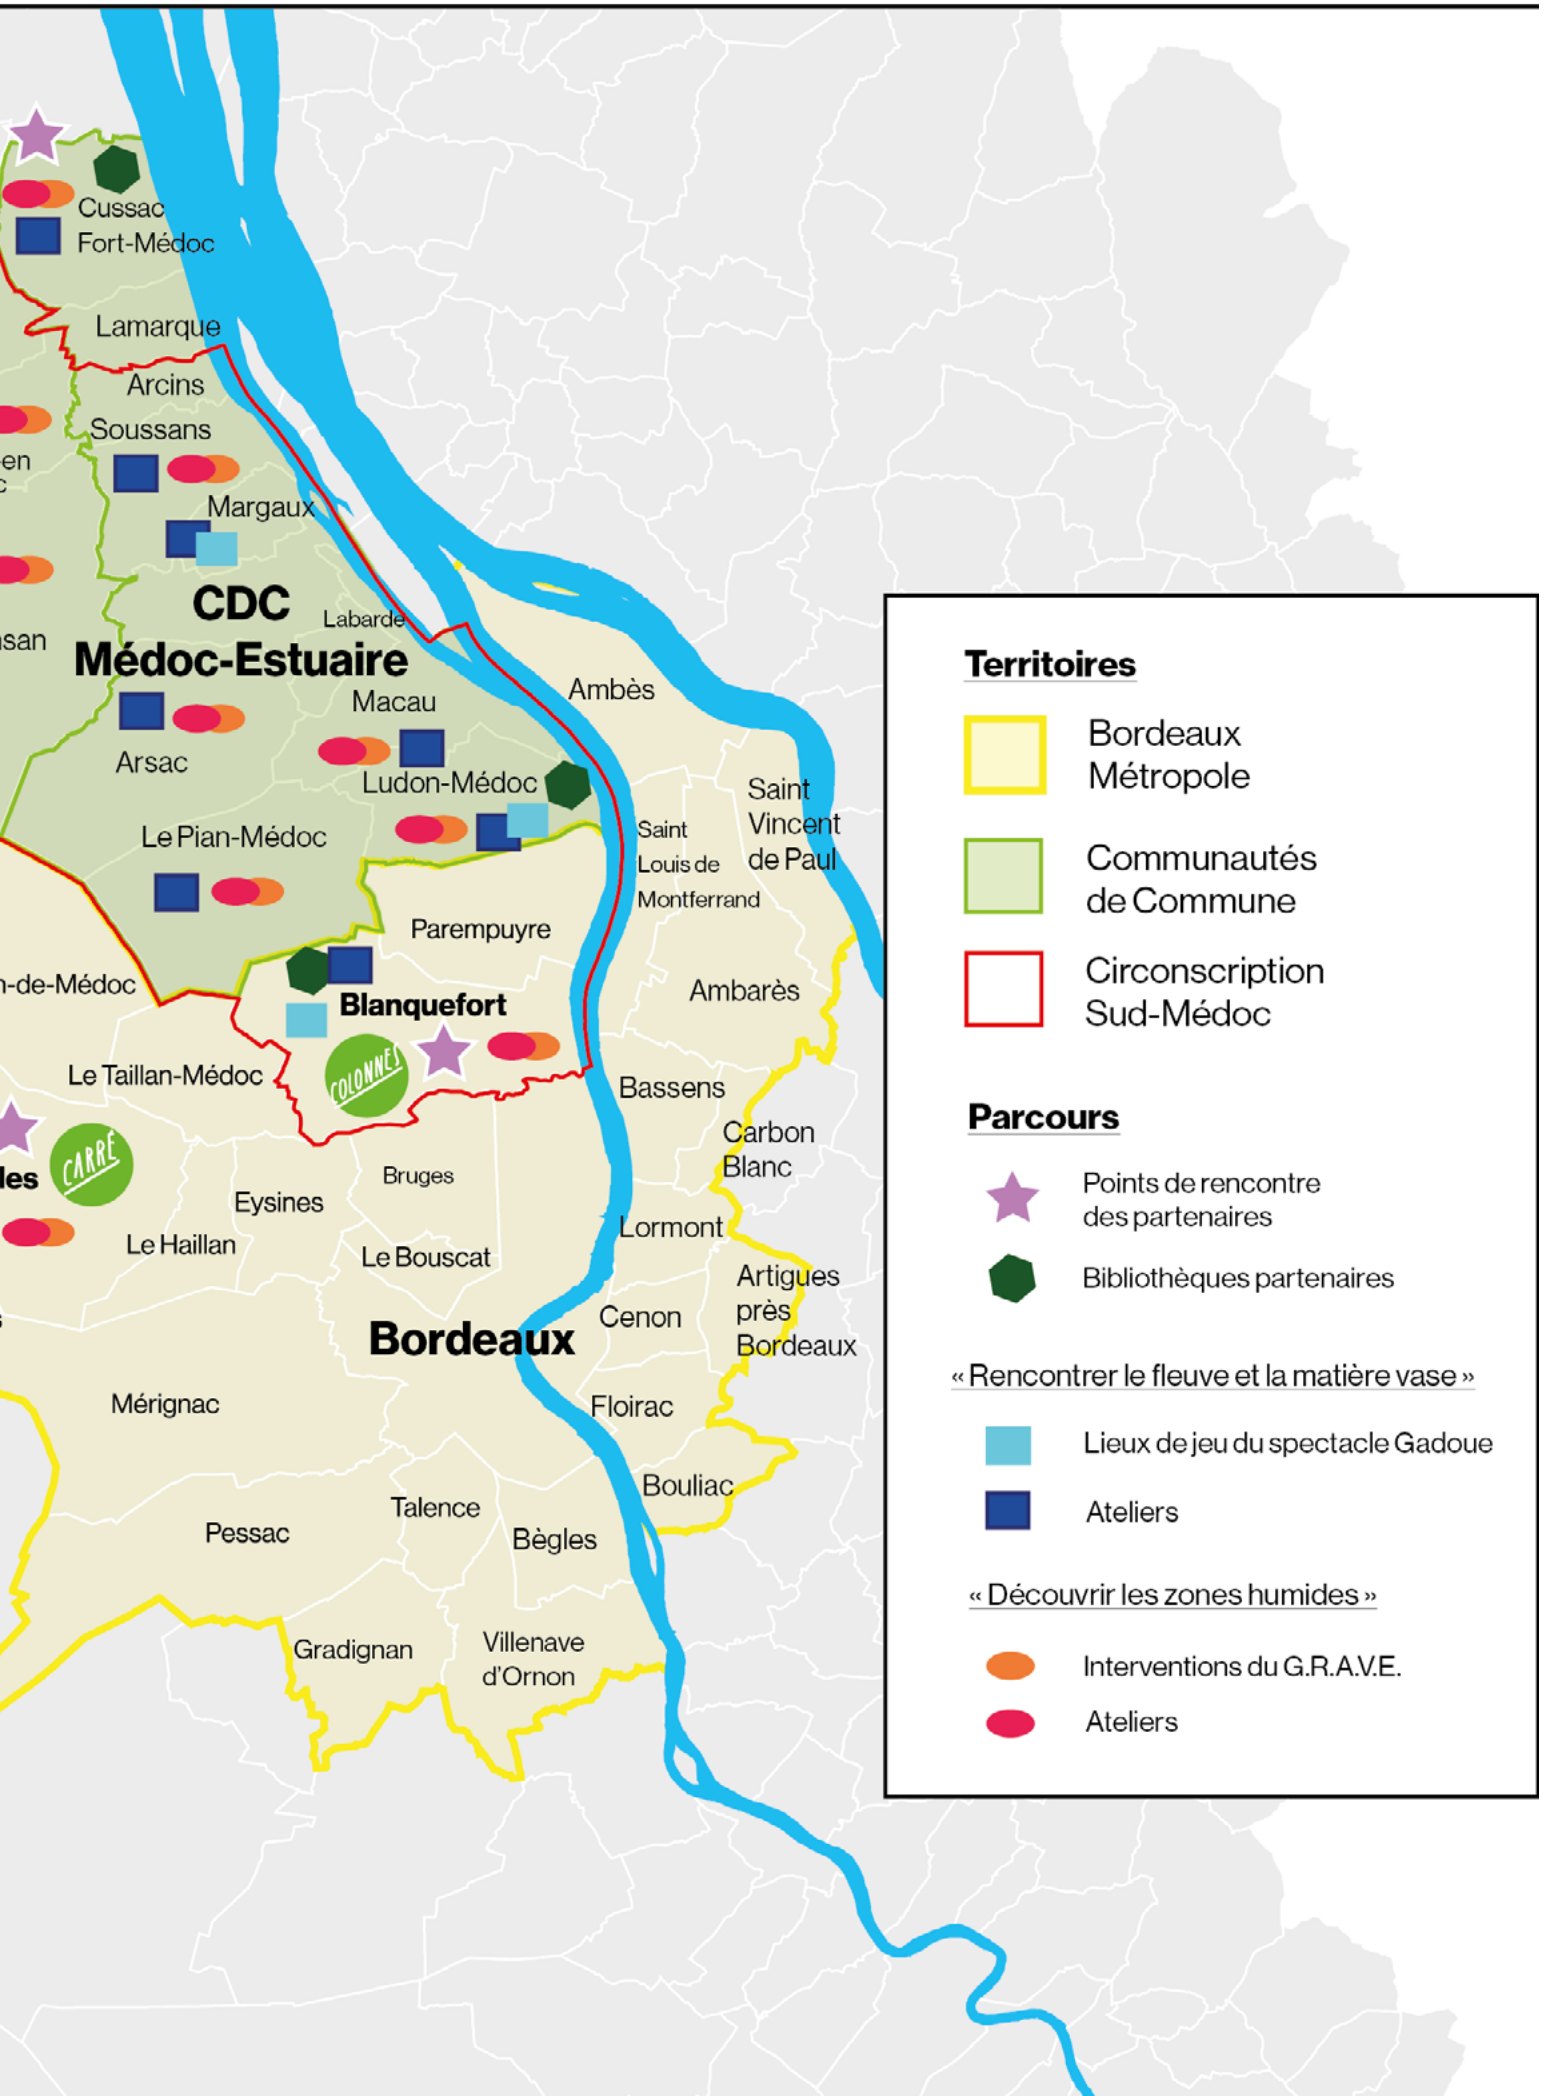 Cussac
Fort-Médoc
Lamarque
Arcins
Soussans
en
c
Margaux
CDC
Médoc-Estuaire
Labarde
san
Macau
Arsac
Ludon-Médoc
Le Pian-Médoc
Ambès
Saint
Vincent
de Paul
Saint
Louis de
Montferrand
Parempuyre
n-de-Médoc
Blanquefort
Ambarès
COLONNES
Le Taillan-Médoc
Bassens
Carbon
Blanc
CARRÉ
les
Bruges
Eysines
Le Haillan
Le Bouscat
Lormont
Artigues
près
Bordeaux
Cenon
Bordeaux
Mérignac
Floirac
Bouliac
Talence
Pessac
Bègles
Gradignan
Villenave
d'Ornon
Territoires
Bordeaux
Métropole
Communautés
de Commune
Circonscription
Sud-Médoc
Parcours
Points de rencontre
des partenaires
Bibliothèques partenaires
« Rencontrer le fleuve et la matière vase »
Lieux de jeu du spectacle Gadoue
Ateliers
« Découvrir les zones humides »
Interventions du G.R.A.V.E.
Ateliers